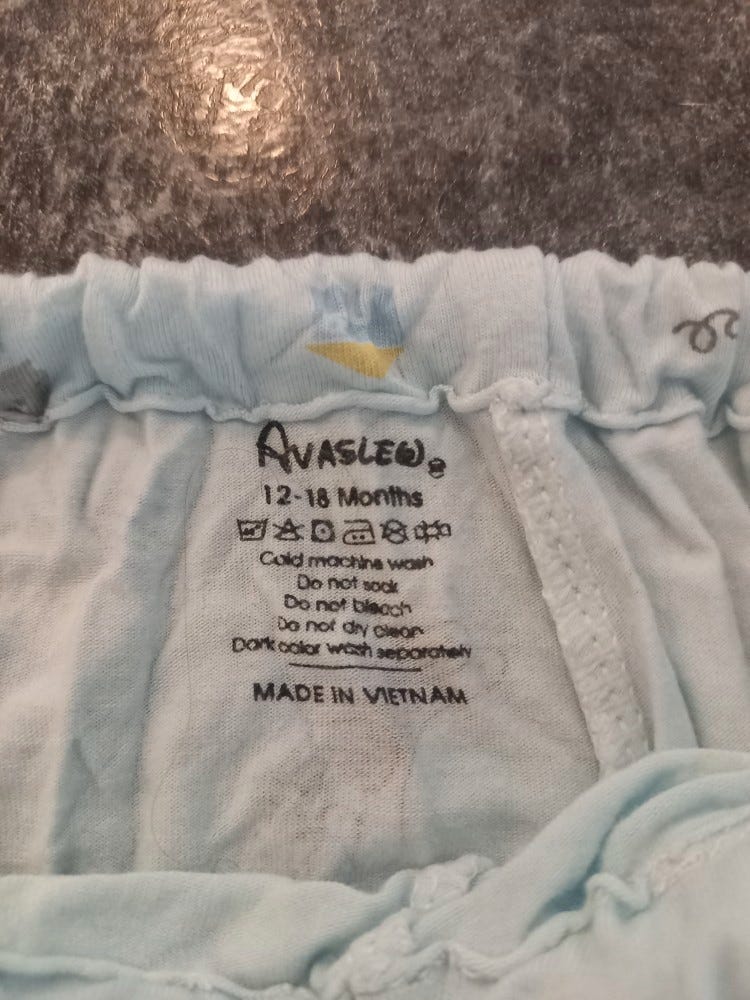 AVASLEW
12-18 Months
Cold machine wash
Do not soak
Do not bleach
Do not dry clean
Dark color wash separately
MADE IN VIETNAM